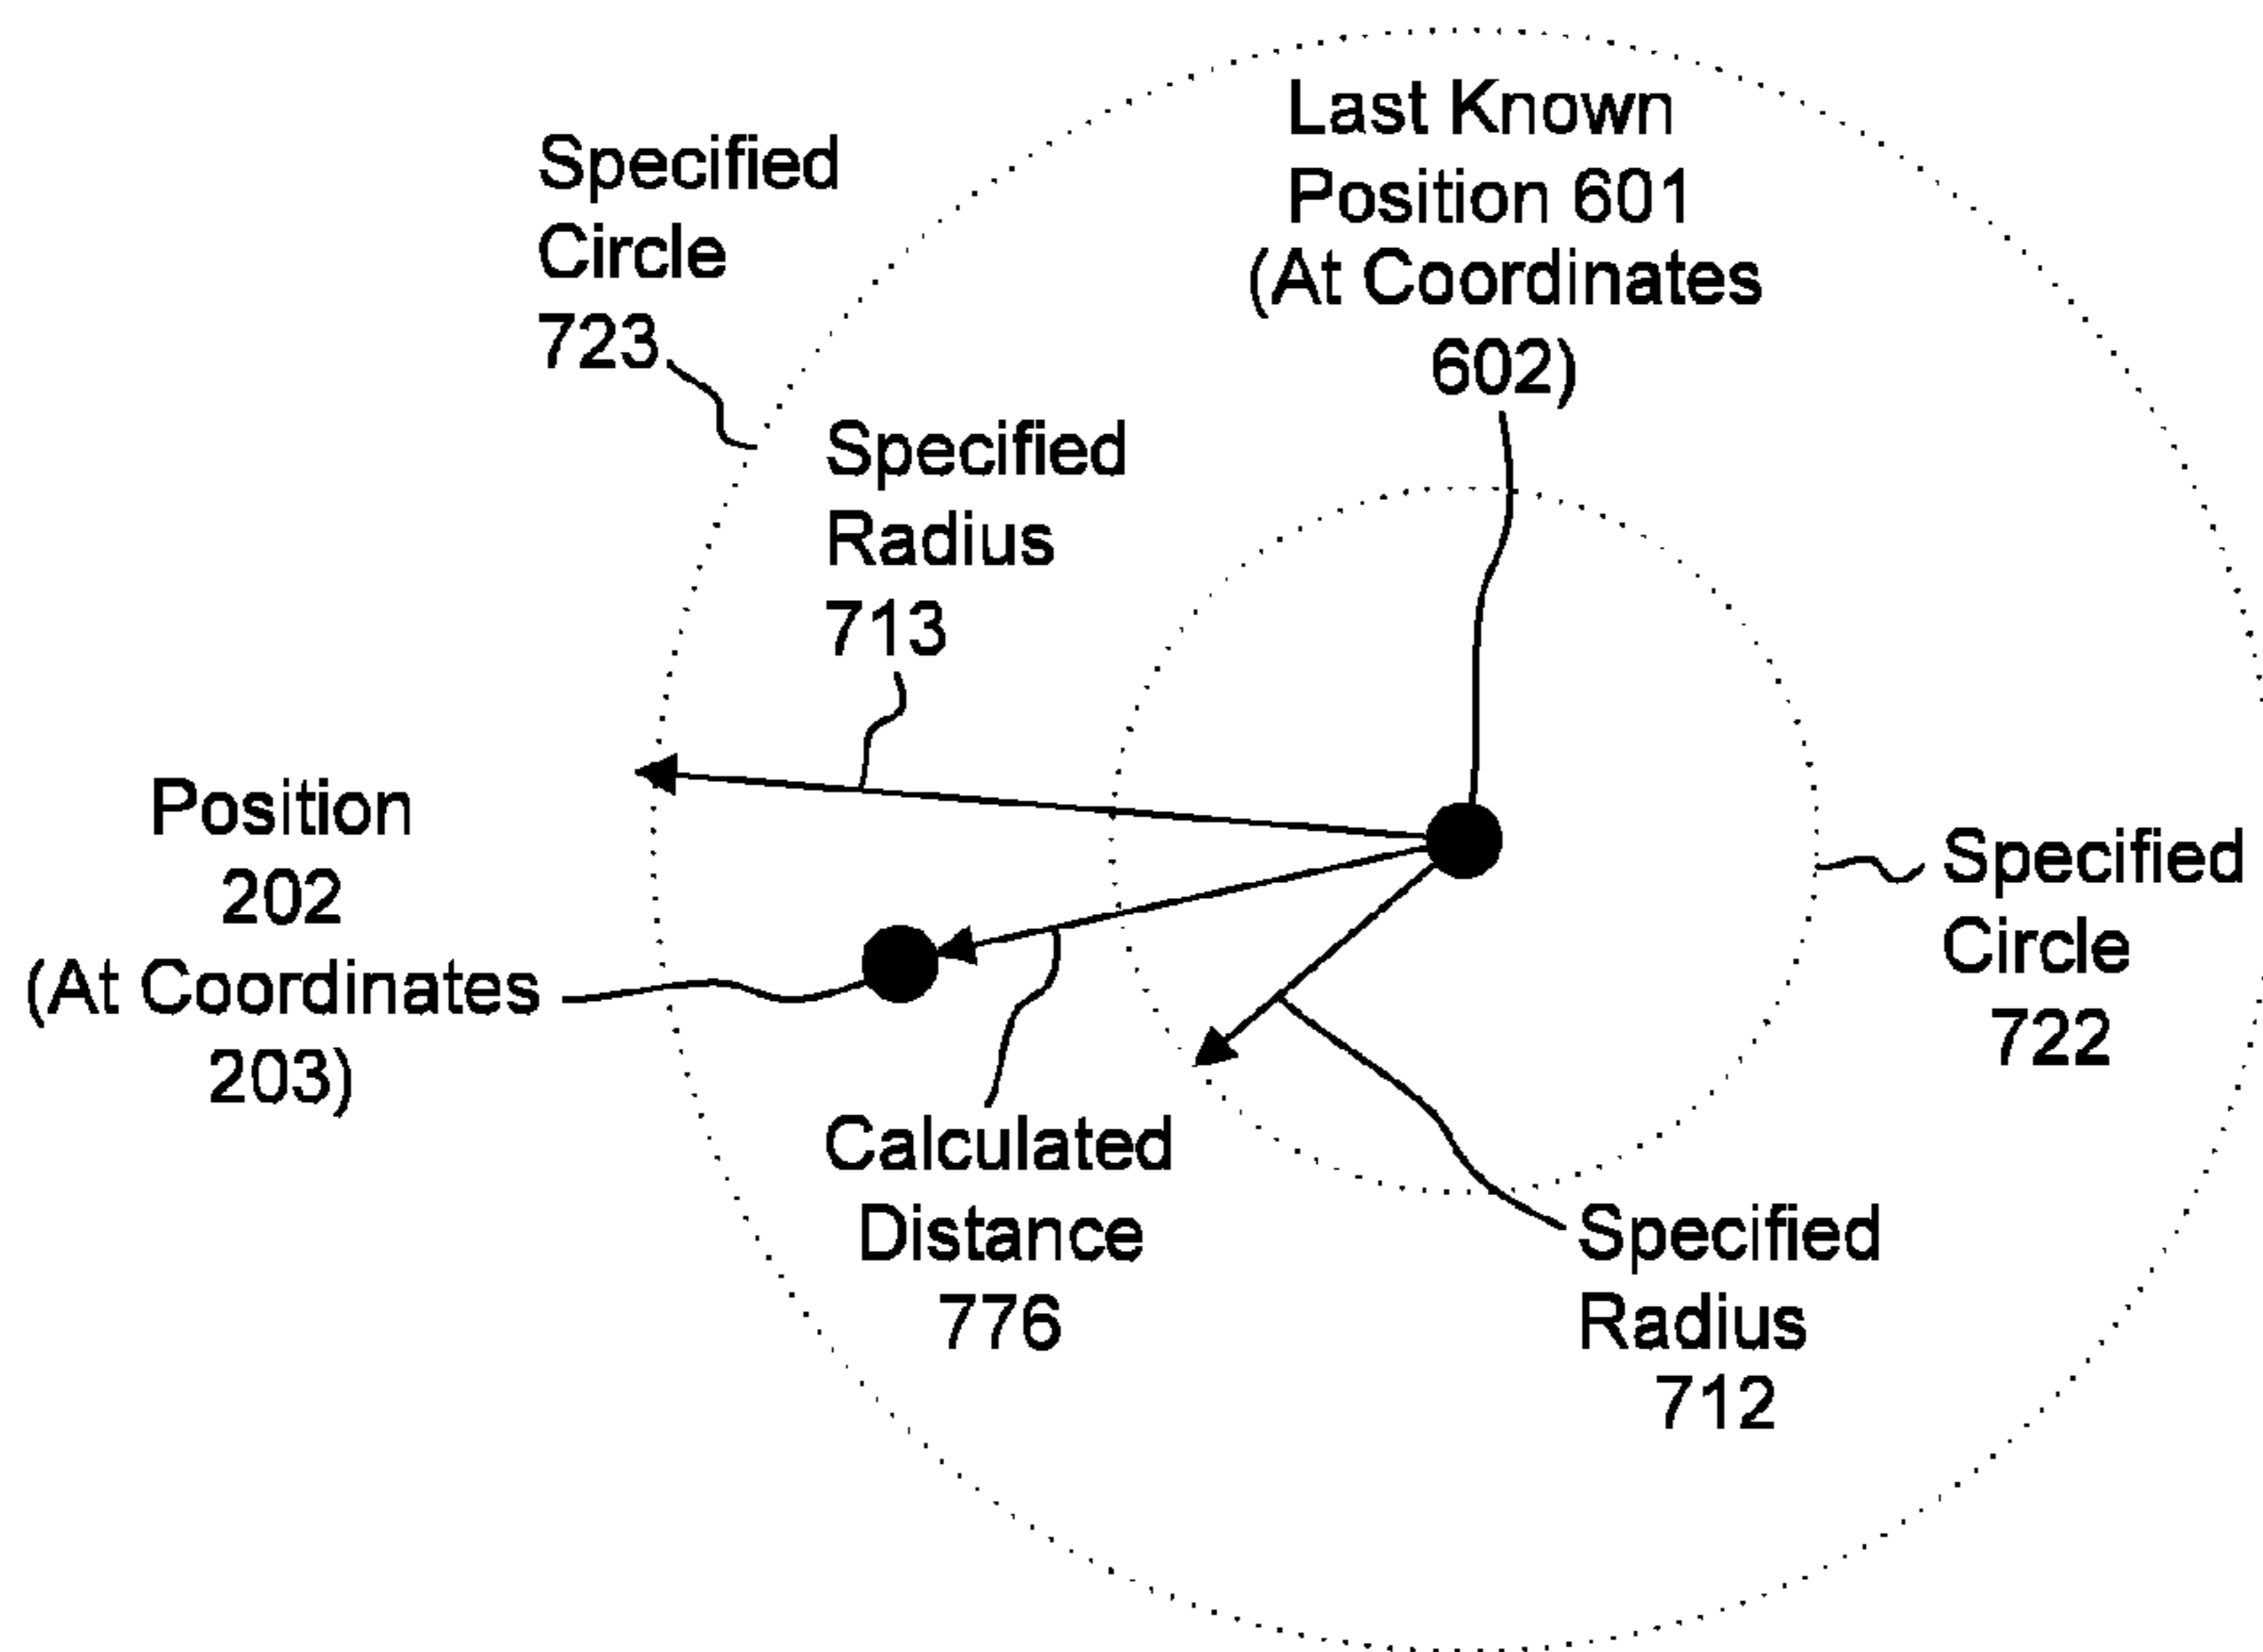 Last Known
Position 601
(At Coordinates
602)
Specified
Circle
723
Specified
Radius
713
Position
202
(At Coordinates
203)
Specified
Circle
722
Calculated
Distance
776
Specified
Radius
712